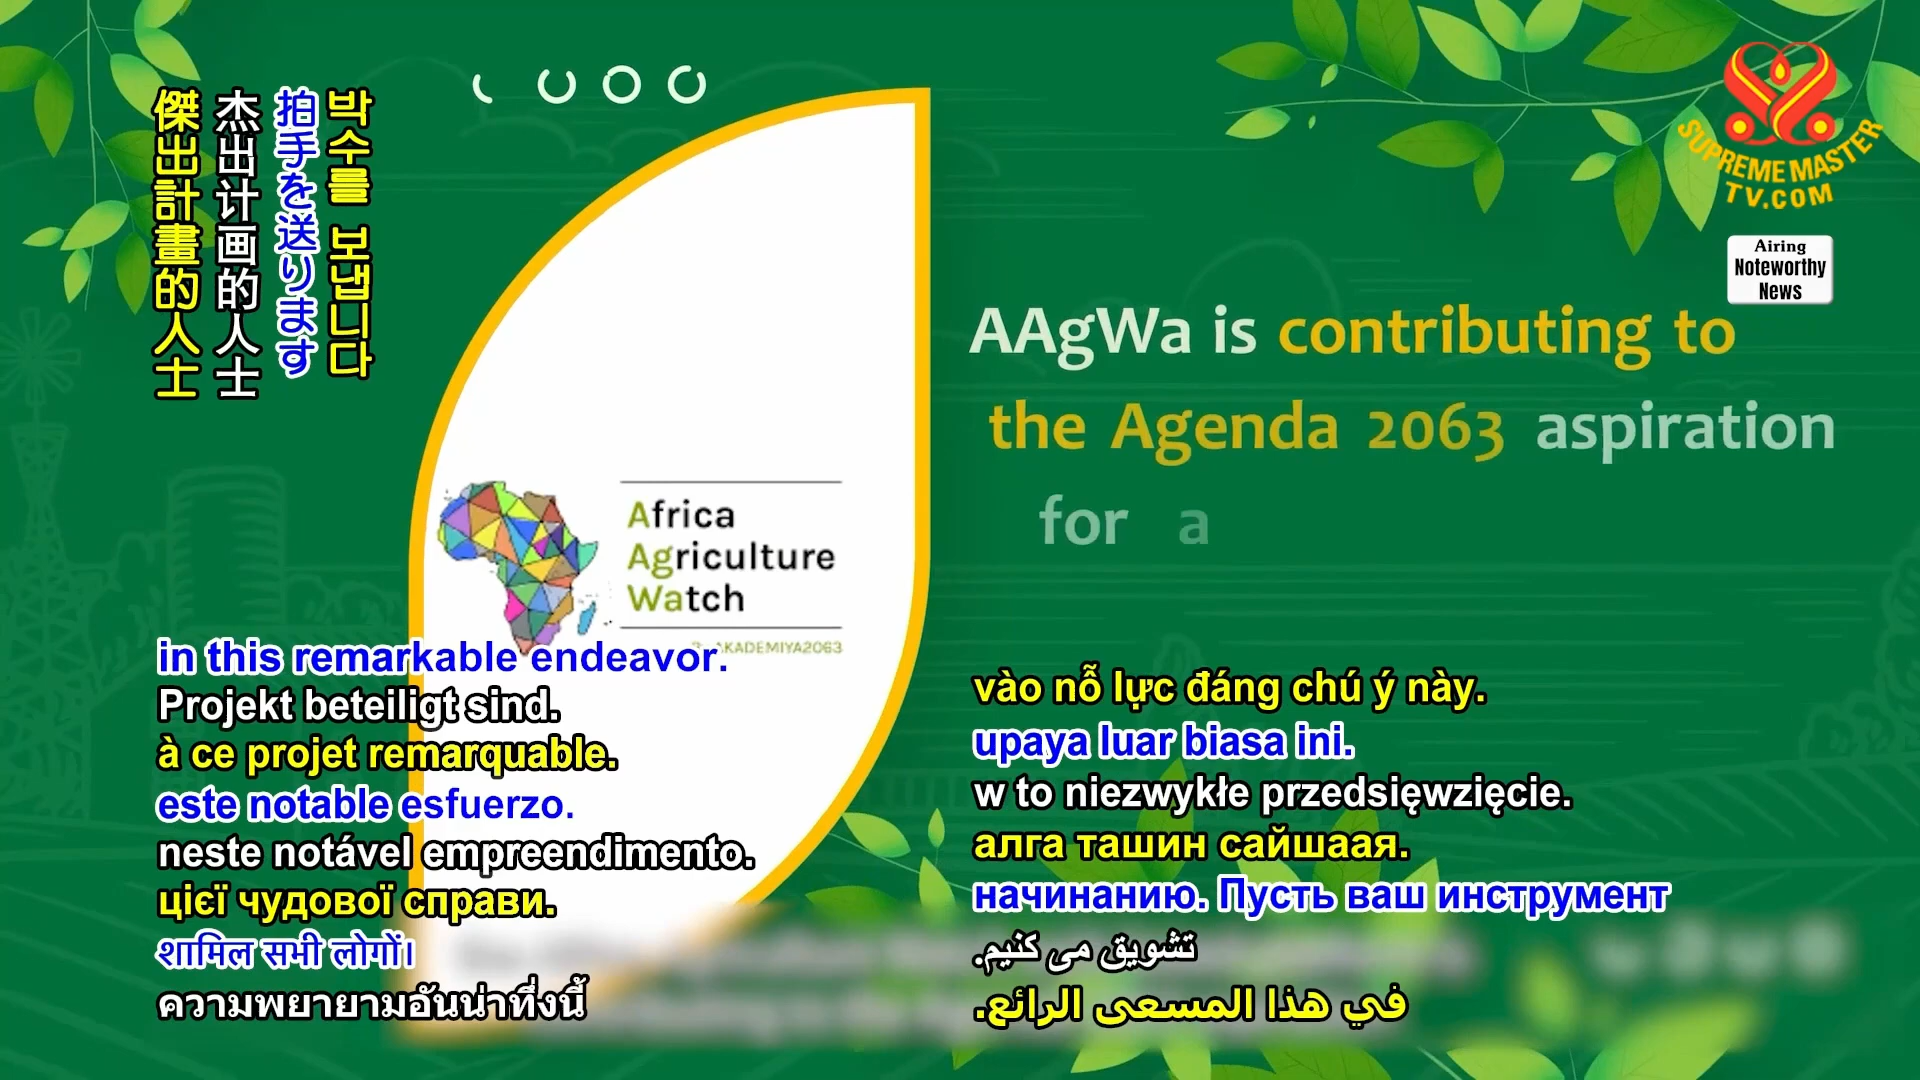 傑出計畫的人士
杰出计画的人士
拍手を送ります
박수를 보냅니다
SUPREME MASTER
TV.COM
Airing
Noteworthy
News
AAgWa is contributing to
the Agenda 2063 aspiration
for a
Africa
Agriculture
Watch
AKADEMIYA2063
in this remarkable endeavor.
Projekt beteiligt sind.
à ce projet remarquable.
este notable esfuerzo.
neste notável empreendimento.
цієї чудової справи.
शामिल सभी लोगों।
ความพยายามอันน่าทึ่งนี้
vào nỗ lực đáng chú ý này.
upaya luar biasa ini.
w to niezwykłe przedsięwzięcie.
алга ташин сайшаая.
начинанию. Пусть ваш инструмент
تشویق می کنیم.
في هذا المسعى الرائع.